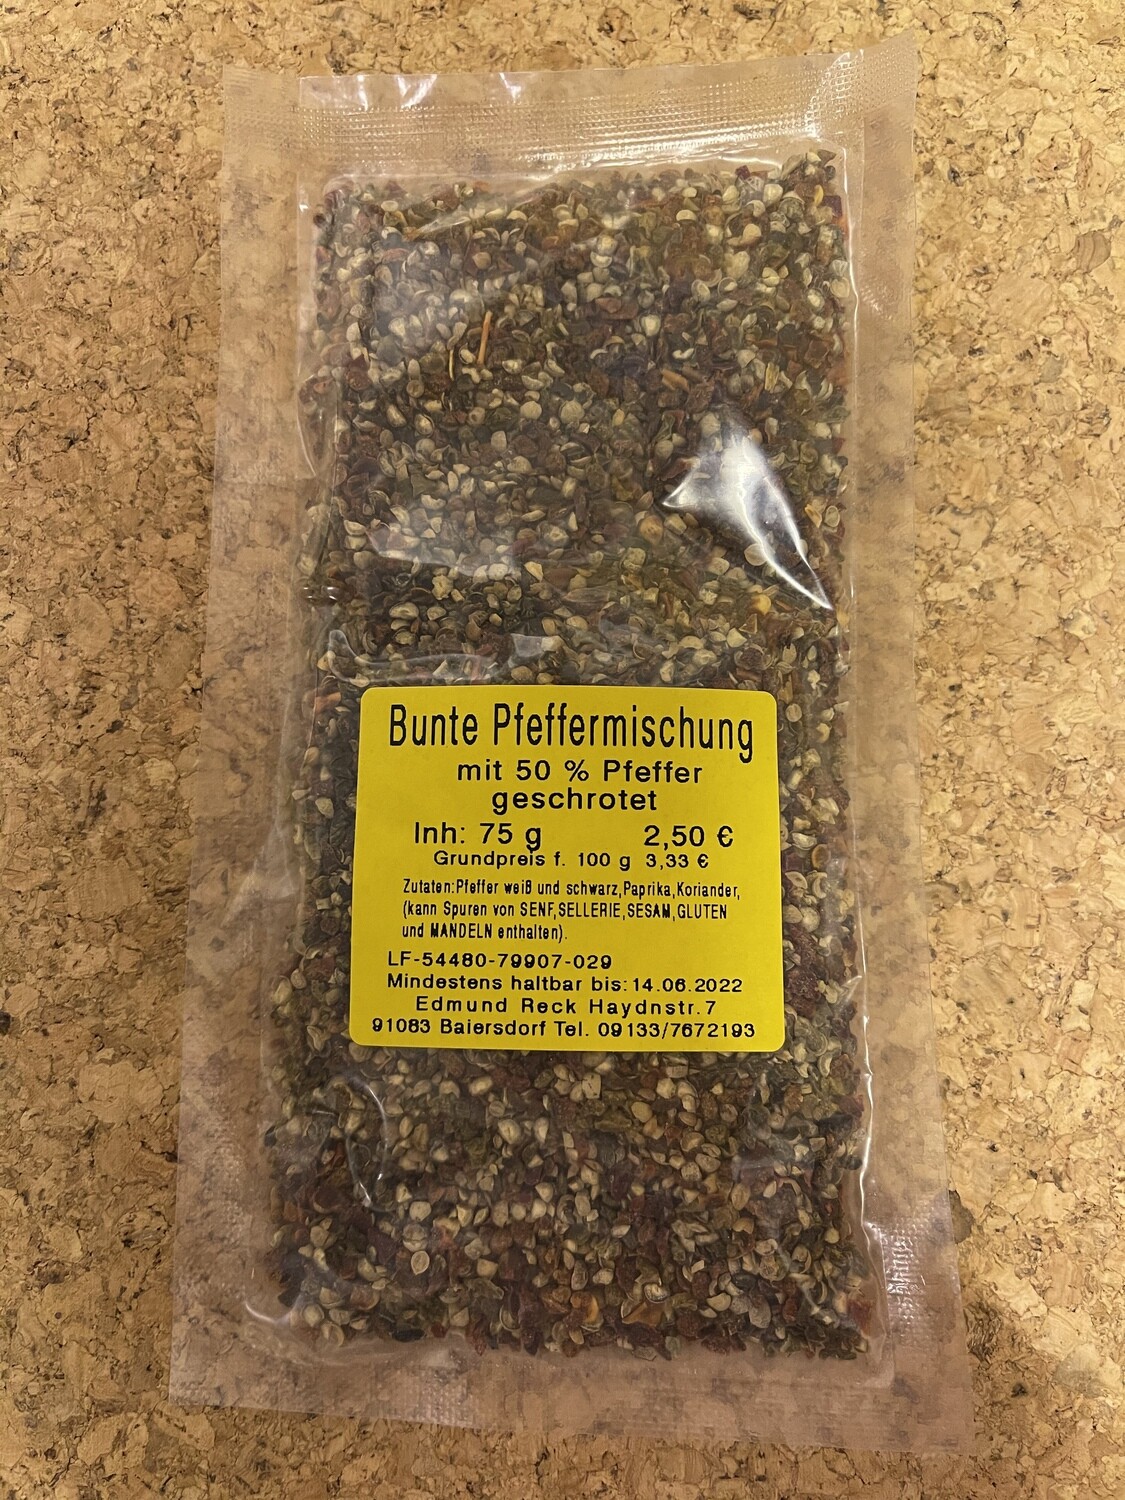 Bunte Pfeffermischung
mit 50 % Pfeffer
geschrotet
Inh: 75 g 2,50 €
Grundpreis f. 100 g 3,33 €
Zutaten:Pfeffer weiß und schwarz,Paprika,Koriander,
(kann Spuren von SENF,SELLERIE,SESAM,GLUTEN
und MANDELN enthalten).
LF-54480-79907-029
Mindestens haltbar bis:14.06.2022
Edmund Reck Haydnstr.7
91083 Baiersdorf Tel. 09133/7672193